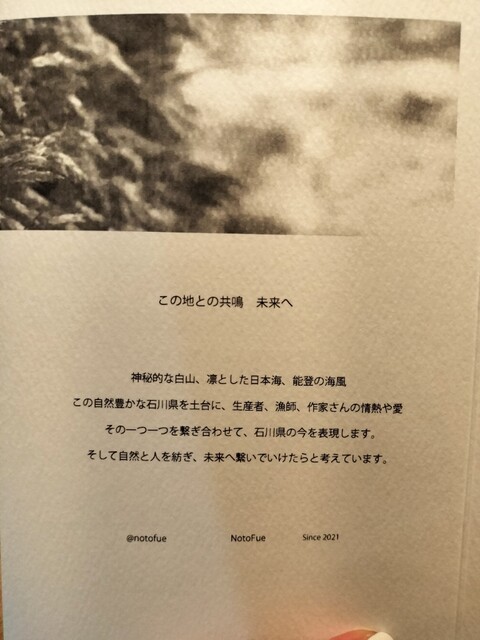 この地との共鳴　未来へ
神秘的な白山、凛とした日本海、能登の海風
この自然豊かな石川県を土台に、生産者、漁師、作家さんの情熱や愛
その一つ一つを繋ぎ合わせて、石川県の今を表現します。
そして自然と人を紡ぎ、未来へ繋いでいけたらと考えています。
@notofue NotoFue Since 2021